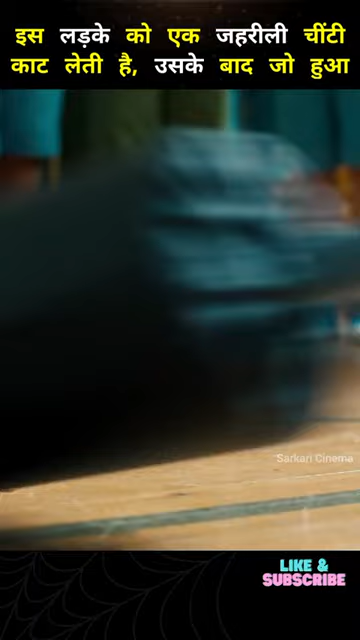 इस लड़के को एक जहरीली चींटी
काट लेती है, उसके बाद जो हुआ
Sarkari Cinema
LIKE &
SUBSCRIBE